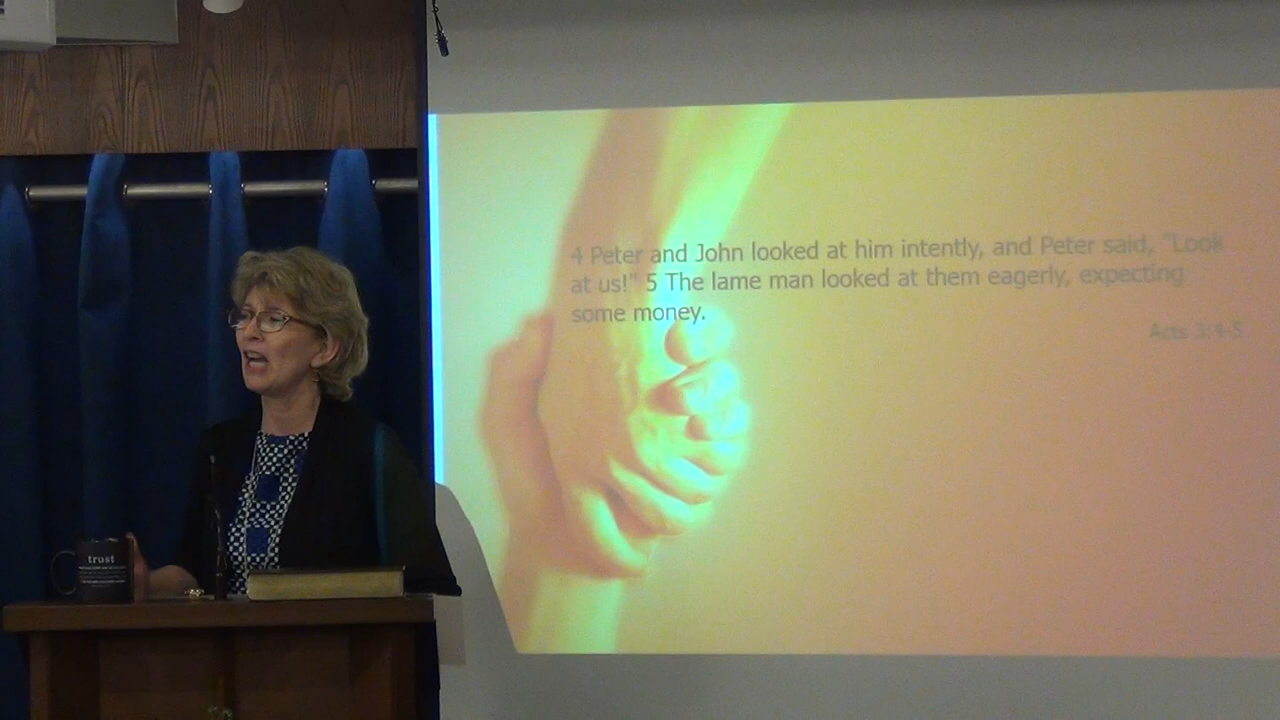 4 Peter and John looked at him intently, and Peter said, "Look
at us!" 5 The lame man looked at them eagerly, expecting
some money.
Acts 3:4-5
trust